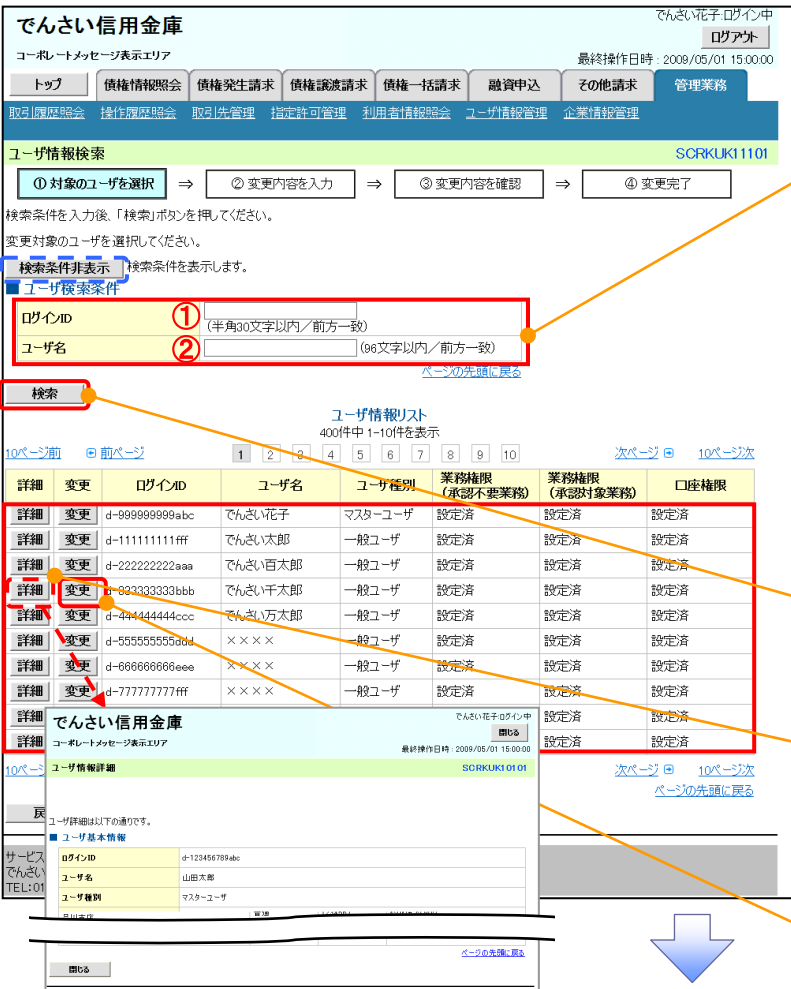 でんさい信用金庫
でんさい花子:ログイン中
ログアウト
コーポレートメッセージ表示エリア
最終操作日時 : 2009/05/01 15:00:00
トップ 債権情報照会 債権発生請求 債権譲渡請求 債権一括請求 融資申込 その他請求 管理業務
取引履歴照会 操作履歴照会 取引先管理 指定許可管理 利用者情報照会 ユーザ情報管理 企業情報管理
ユーザ情報検索 SCRKUK11101
① 対象のユーザを選択 ⇒ ② 変更内容を入力 ⇒ ③ 変更内容を確認 ⇒ ④ 変更完了
検索条件を入力後、「検索」ボタンを押してください。
変更対象のユーザを選択してください。
検索条件非表示 検索条件を表示します。
■ ユーザ検索条件
ログインID ① (半角30文字以内／前方一致)
ユーザ名 ② (96文字以内／前方一致)
ページの先頭に戻る
検索
ユーザ情報リスト
400件中 1-10件を表示
10ページ前 前ページ 1 2 3 4 5 6 7 8 9 10 次ページ 10ページ次
詳細 変更 ログインID ユーザ名 ユーザ種別 業務権限(承認不要業務) 業務権限(承認対象業務) 口座権限
詳細 変更 d-999999999abc でんさい花子 マスターユーザ 設定済 設定済 設定済
詳細 変更 d-111111111fff でんさい太郎 一般ユーザ 設定済 設定済 設定済
詳細 変更 d-222222222aaa でんさい百太郎 一般ユーザ 設定済 設定済 設定済
詳細 変更 d-333333333bbb でんさい千太郎 一般ユーザ 設定済 設定済 設定済
詳細 変更 d-444444444ccc でんさい万太郎 一般ユーザ 設定済 設定済 設定済
詳細 変更 d-555555555ddd ×××× 一般ユーザ 設定済 設定済 設定済
詳細 変更 d-666666666eee ×××× 一般ユーザ 設定済 設定済 設定済
詳細 変更 d-777777777fff ×××× 一般ユーザ 設定済 設定済 設定済
詳細 設定済 設定済
詳細 設定済 設定済
10ペー 次ページ 10ページ次
ページの先頭に戻る
戻
サービス
でんさい
TEL:01
でんさい信用金庫
でんさい花子:ログイン中
閉じる
コーポレートメッセージ表示エリア
最終操作日時 : 2009/05/01 15:00:00
ユーザ情報詳細 SCRKUK10101
ユーザ詳細は以下の通りです。
■ ユーザ基本情報
ログインID d-123456789abc
ユーザ名 山田太郎
ユーザ種別 マスターユーザ
ページの先頭に戻る
閉じる